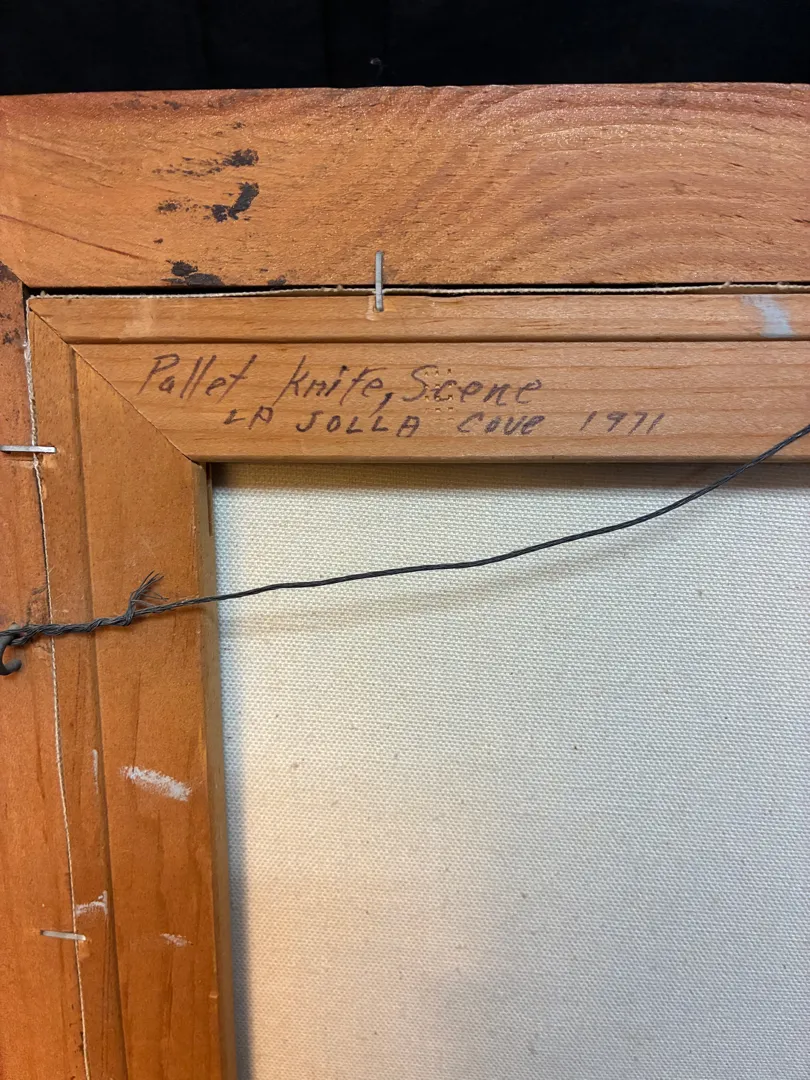 Pallet Knife, Scene
LA JOLLA Cove 1971